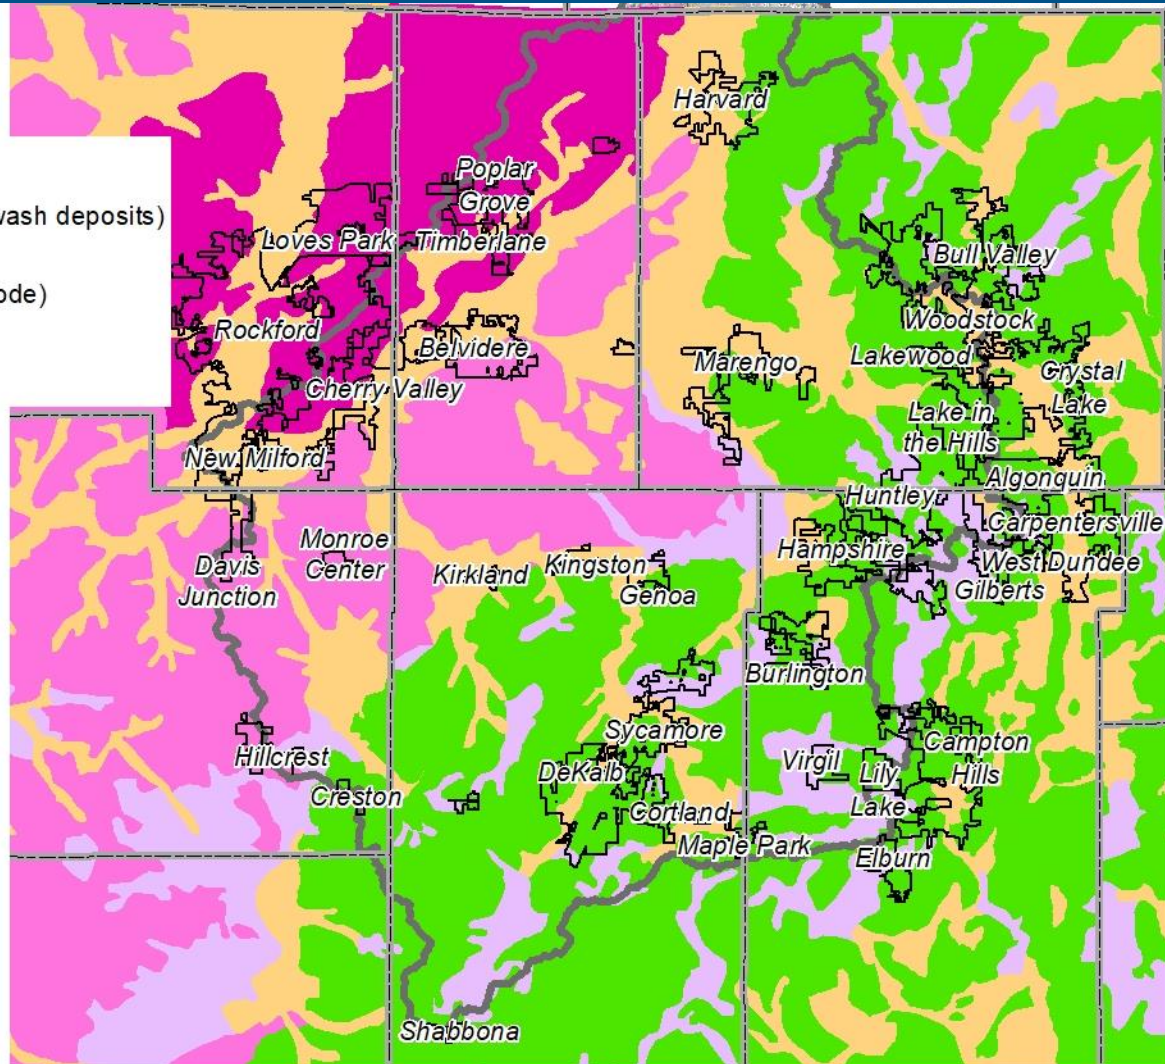 Harvard
Poplar
Grove
wash deposits)
Loves Park
Timberlane
Bull Valley
ode)
Rockford
Woodstock
Belvidere
Lakewood
Marengo
Crystal
Lake
Cherry Valley
Lake in
the Hills
New Milford
Algonquin
Huntley
Carpentersville
Monroe
Center
Hampshire
West Dundee
Davis
Junction
Kirkland
Kingston
Genoa
Gilberts
Burlington
Sycamore
Hillcrest
DeKalb
Virgil
Lily
Lake
Campton
Hills
Creston
Cortland
Maple Park
Elburn
Shabbona